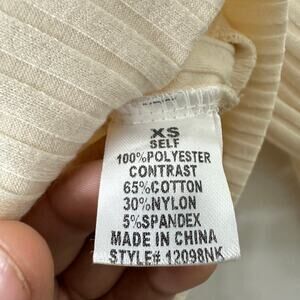 XS
SELF
100%POLYESTER
CONTRAST
65%COTTON
30%NYLON
5%SPANDEX
MADE IN CHINA
STYLE# 12098NK